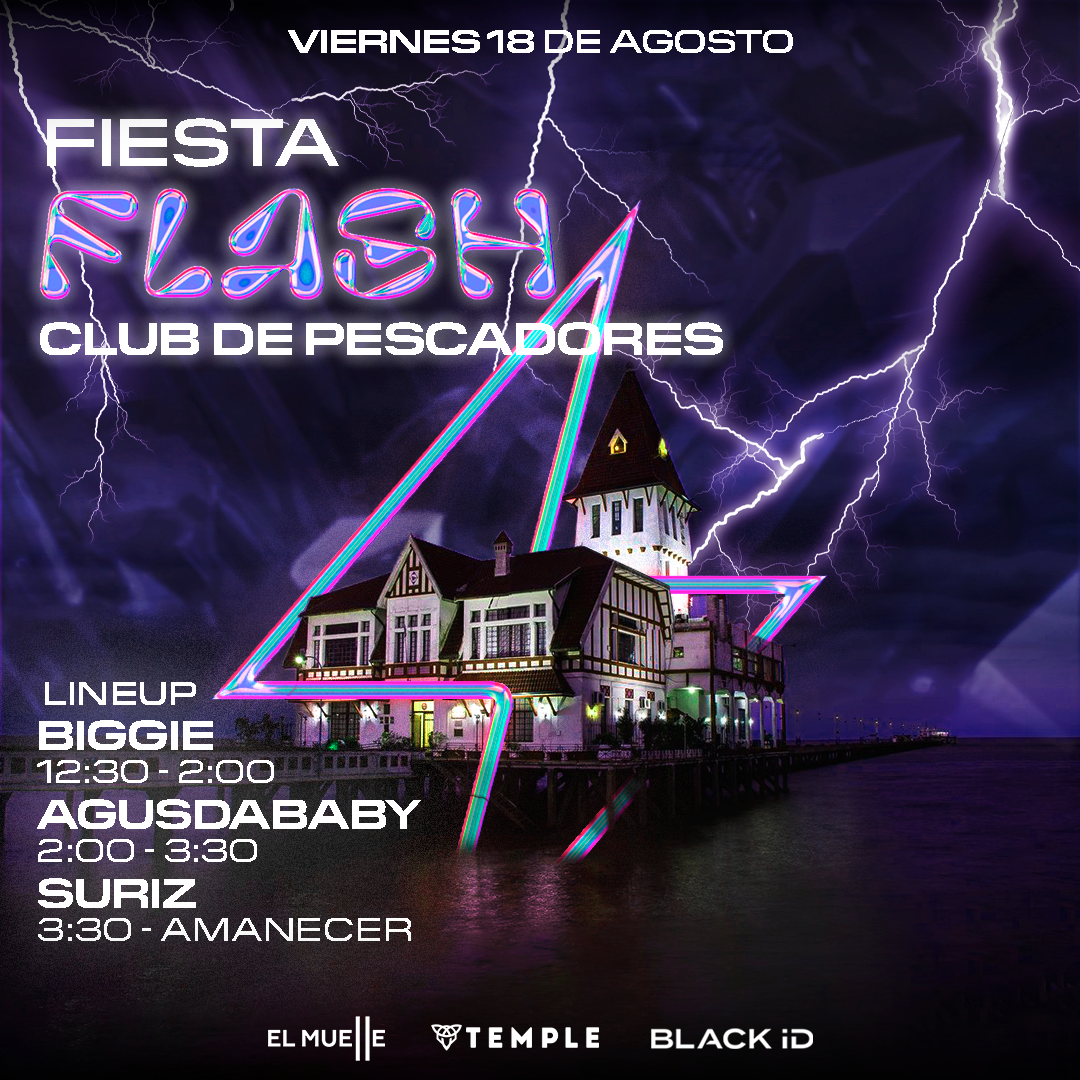 VIERNES 18 DE AGOSTO
FIESTA
FLASH
CLUB DE PESCADORES
LINEUP
BIGGIE
12:30 - 2:00
AGUSDABABY
2:00 - 3:30
SURIZ
3:30 - AMANECER
EL MUELLE TEMPLE BLACK iD